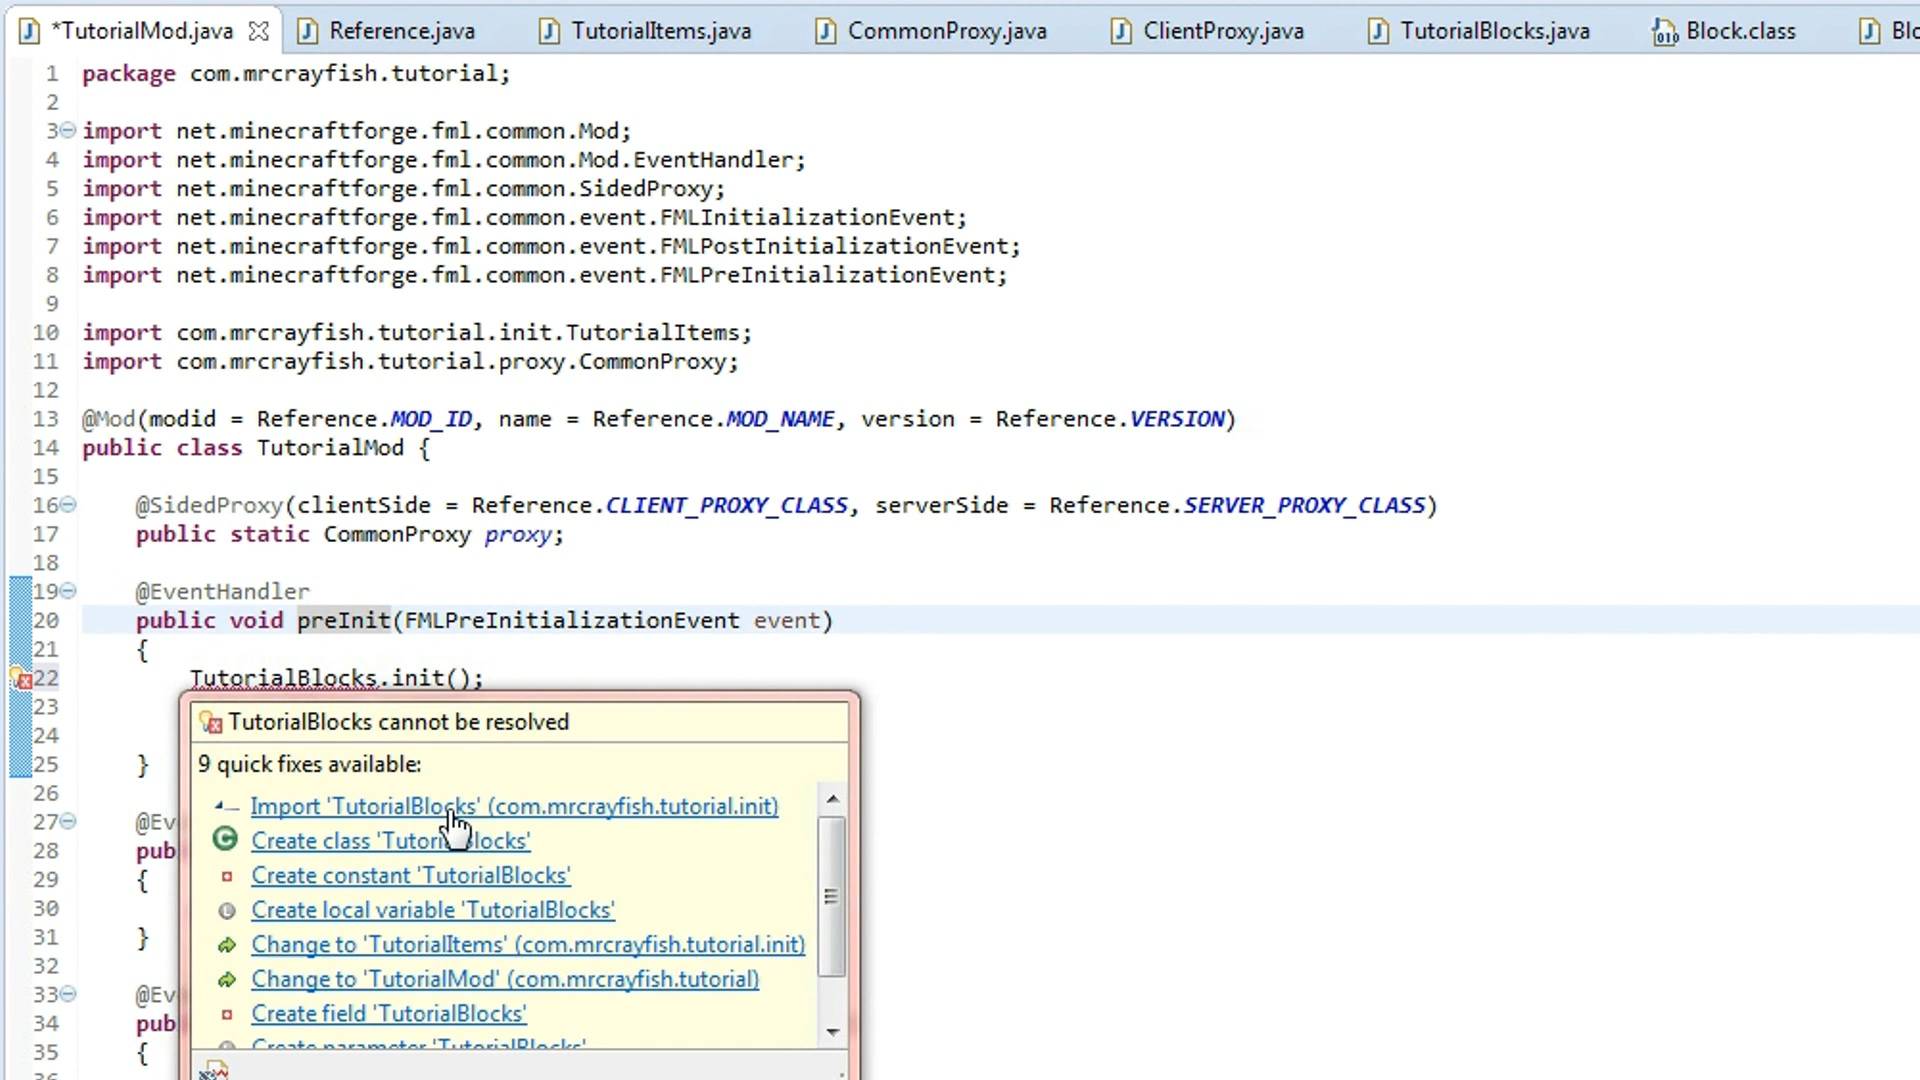 *TutorialMod.java Reference.java TutorialItems.java CommonProxy.java ClientProxy.java TutorialBlocks.java Block.class
1 package com.mrcrayfish.tutorial;
2
3 import net.minecraftforge.fml.common.Mod;
4 import net.minecraftforge.fml.common.Mod.EventHandler;
5 import net.minecraftforge.fml.common.SidedProxy;
6 import net.minecraftforge.fml.common.event.FMLInitializationEvent;
7 import net.minecraftforge.fml.common.event.FMLPostInitializationEvent;
8 import net.minecraftforge.fml.common.event.FMLPreInitializationEvent;
9
10 import com.mrcrayfish.tutorial.init.TutorialItems;
11 import com.mrcrayfish.tutorial.proxy.CommonProxy;
12
13 @Mod(modid = Reference.MOD_ID, name = Reference.MOD_NAME, version = Reference.VERSION)
14 public class TutorialMod {
15
16 @SidedProxy(clientSide = Reference.CLIENT_PROXY_CLASS, serverSide = Reference.SERVER_PROXY_CLASS)
17 public static CommonProxy proxy;
18
19 @EventHandler
20 public void preInit(FMLPreInitializationEvent event)
21 {
22 TutorialBlocks.init();
23
24
25 }
26
27 @Ev
28 pub
29 {
30
31 }
32
33 @Ev
34 pub
35 {
TutorialBlocks cannot be resolved
9 quick fixes available:
Import 'TutorialBlocks' (com.mrcrayfish.tutorial.init)
Create class 'TutorialBlocks'
Create constant 'TutorialBlocks'
Create local variable 'TutorialBlocks'
Change to 'TutorialItems' (com.mrcrayfish.tutorial.init)
Change to 'TutorialMod' (com.mrcrayfish.tutorial)
Create field 'TutorialBlocks'
Create parameter 'TutorialBlocks'